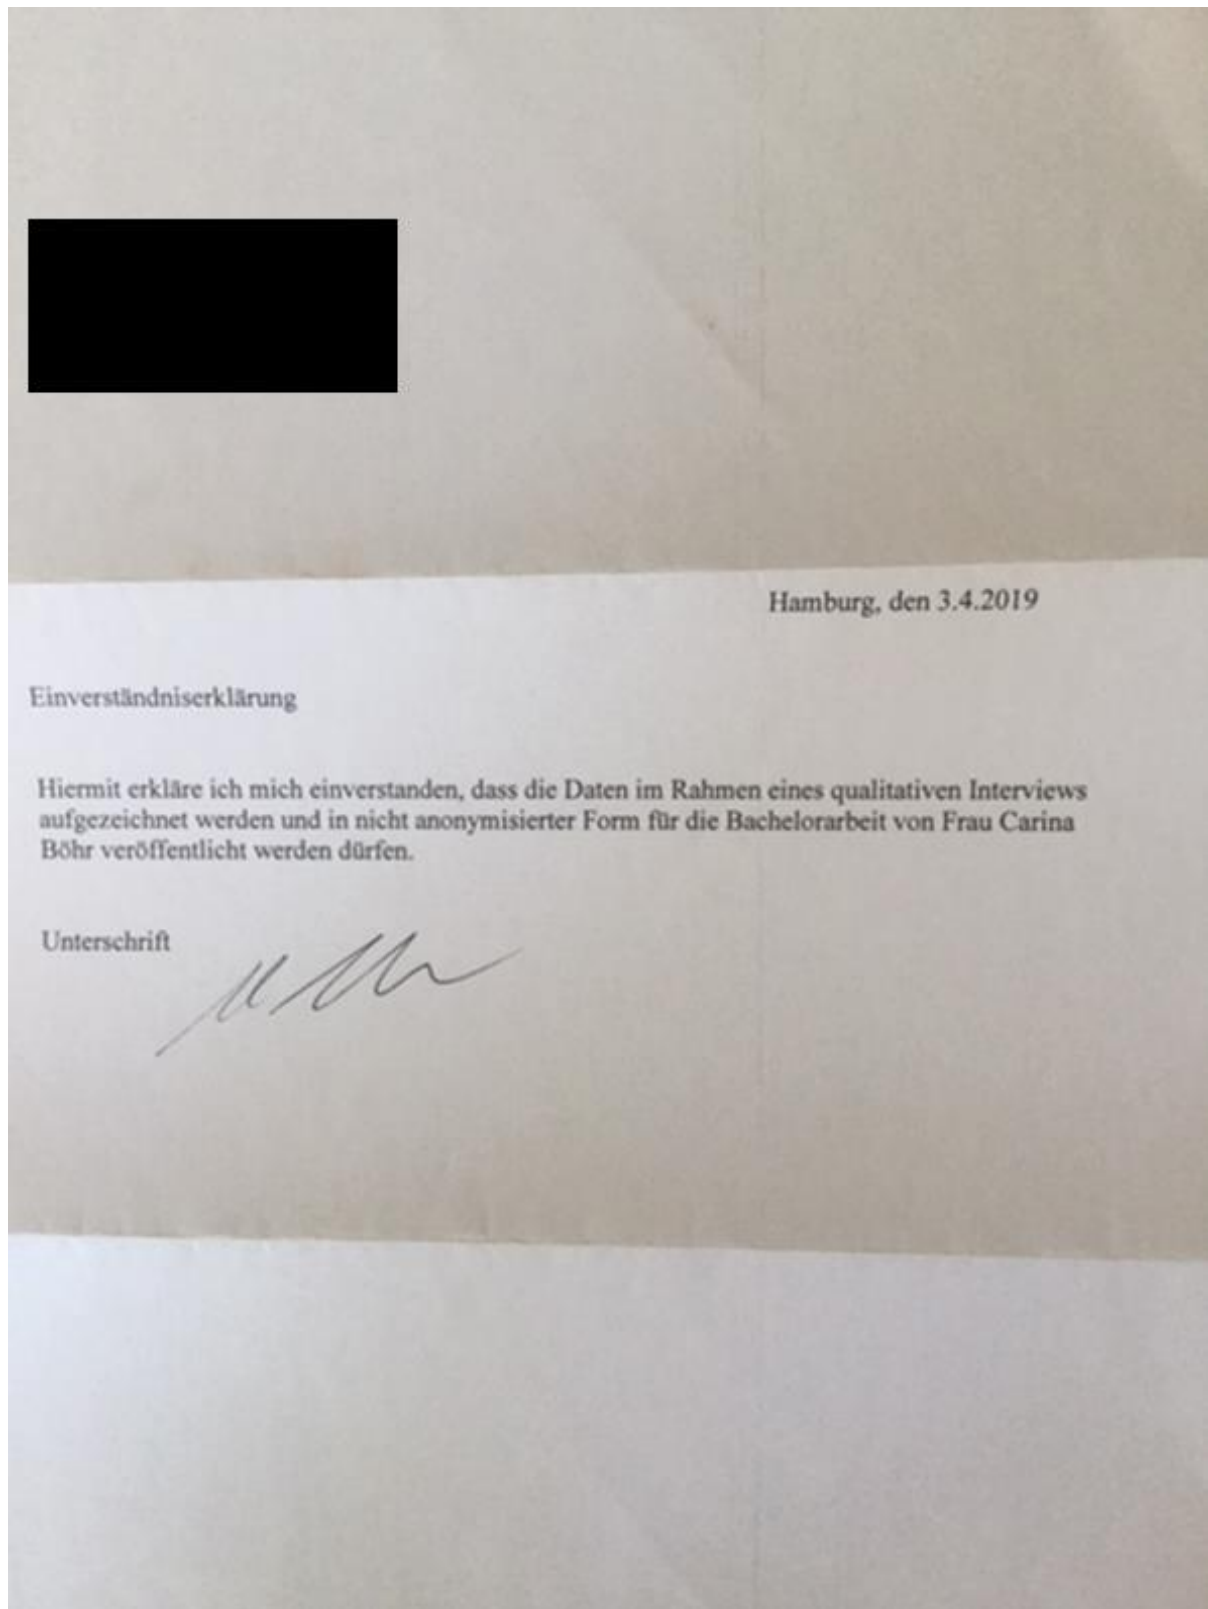 Hamburg, den 3.4.2019
Einverständniserklärung
Hiermit erkläre ich mich einverstanden, dass die Daten im Rahmen eines qualitativen Interviews
aufgezeichnet werden und in nicht anonymisierter Form für die Bachelorarbeit von Frau Carina
Böhr veröffentlicht werden dürfen.
Unterschrift